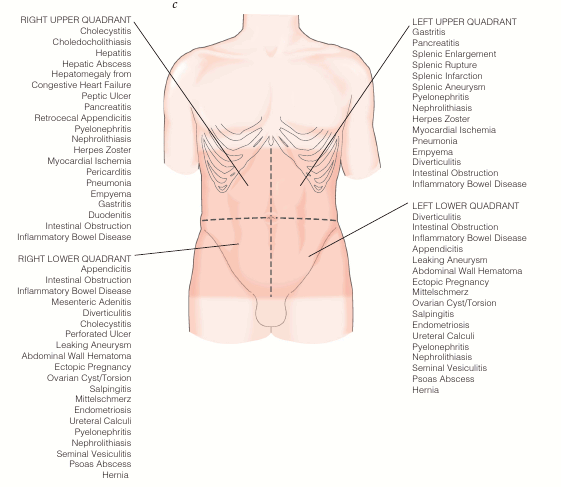 c
RIGHT UPPER QUADRANT
Cholecystitis
Choledocholithiasis
Hepatitis
Hepatic Abscess
Hepatomegaly from
Congestive Heart Failure
Peptic Ulcer
Pancreatitis
Retrocecal Appendicitis
Pyelonephritis
Nephrolithiasis
Herpes Zoster
Myocardial Ischemia
Pericarditis
Pneumonia
Empyema
Gastritis
Duodenitis
Intestinal Obstruction
Inflammatory Bowel Disease
RIGHT LOWER QUADRANT
Appendicitis
Intestinal Obstruction
Inflammatory Bowel Disease
Mesenteric Adenitis
Diverticulitis
Cholecystitis
Perforated Ulcer
Leaking Aneurysm
Abdominal Wall Hematoma
Ectopic Pregnancy
Ovarian Cyst/Torsion
Salpingitis
Mittelschmerz
Endometriosis
Ureteral Calculi
Pyelonephritis
Nephrolithiasis
Seminal Vesiculitis
Psoas Abscess
Hernia
LEFT UPPER QUADRANT
Gastritis
Pancreatitis
Splenic Enlargement
Splenic Rupture
Splenic Infarction
Splenic Aneurysm
Pyelonephritis
Nephrolithiasis
Herpes Zoster
Myocardial Ischemia
Pneumonia
Empyema
Diverticulitis
Intestinal Obstruction
Inflammatory Bowel Disease
LEFT LOWER QUADRANT
Diverticulitis
Intestinal Obstruction
Inflammatory Bowel Disease
Appendicitis
Leaking Aneurysm
Abdominal Wall Hematoma
Ectopic Pregnancy
Mittelschmerz
Ovarian Cyst/Torsion
Salpingitis
Endometriosis
Ureteral Calculi
Pyelonephritis
Nephrolithiasis
Seminal Vesiculitis
Psoas Abscess
Hernia